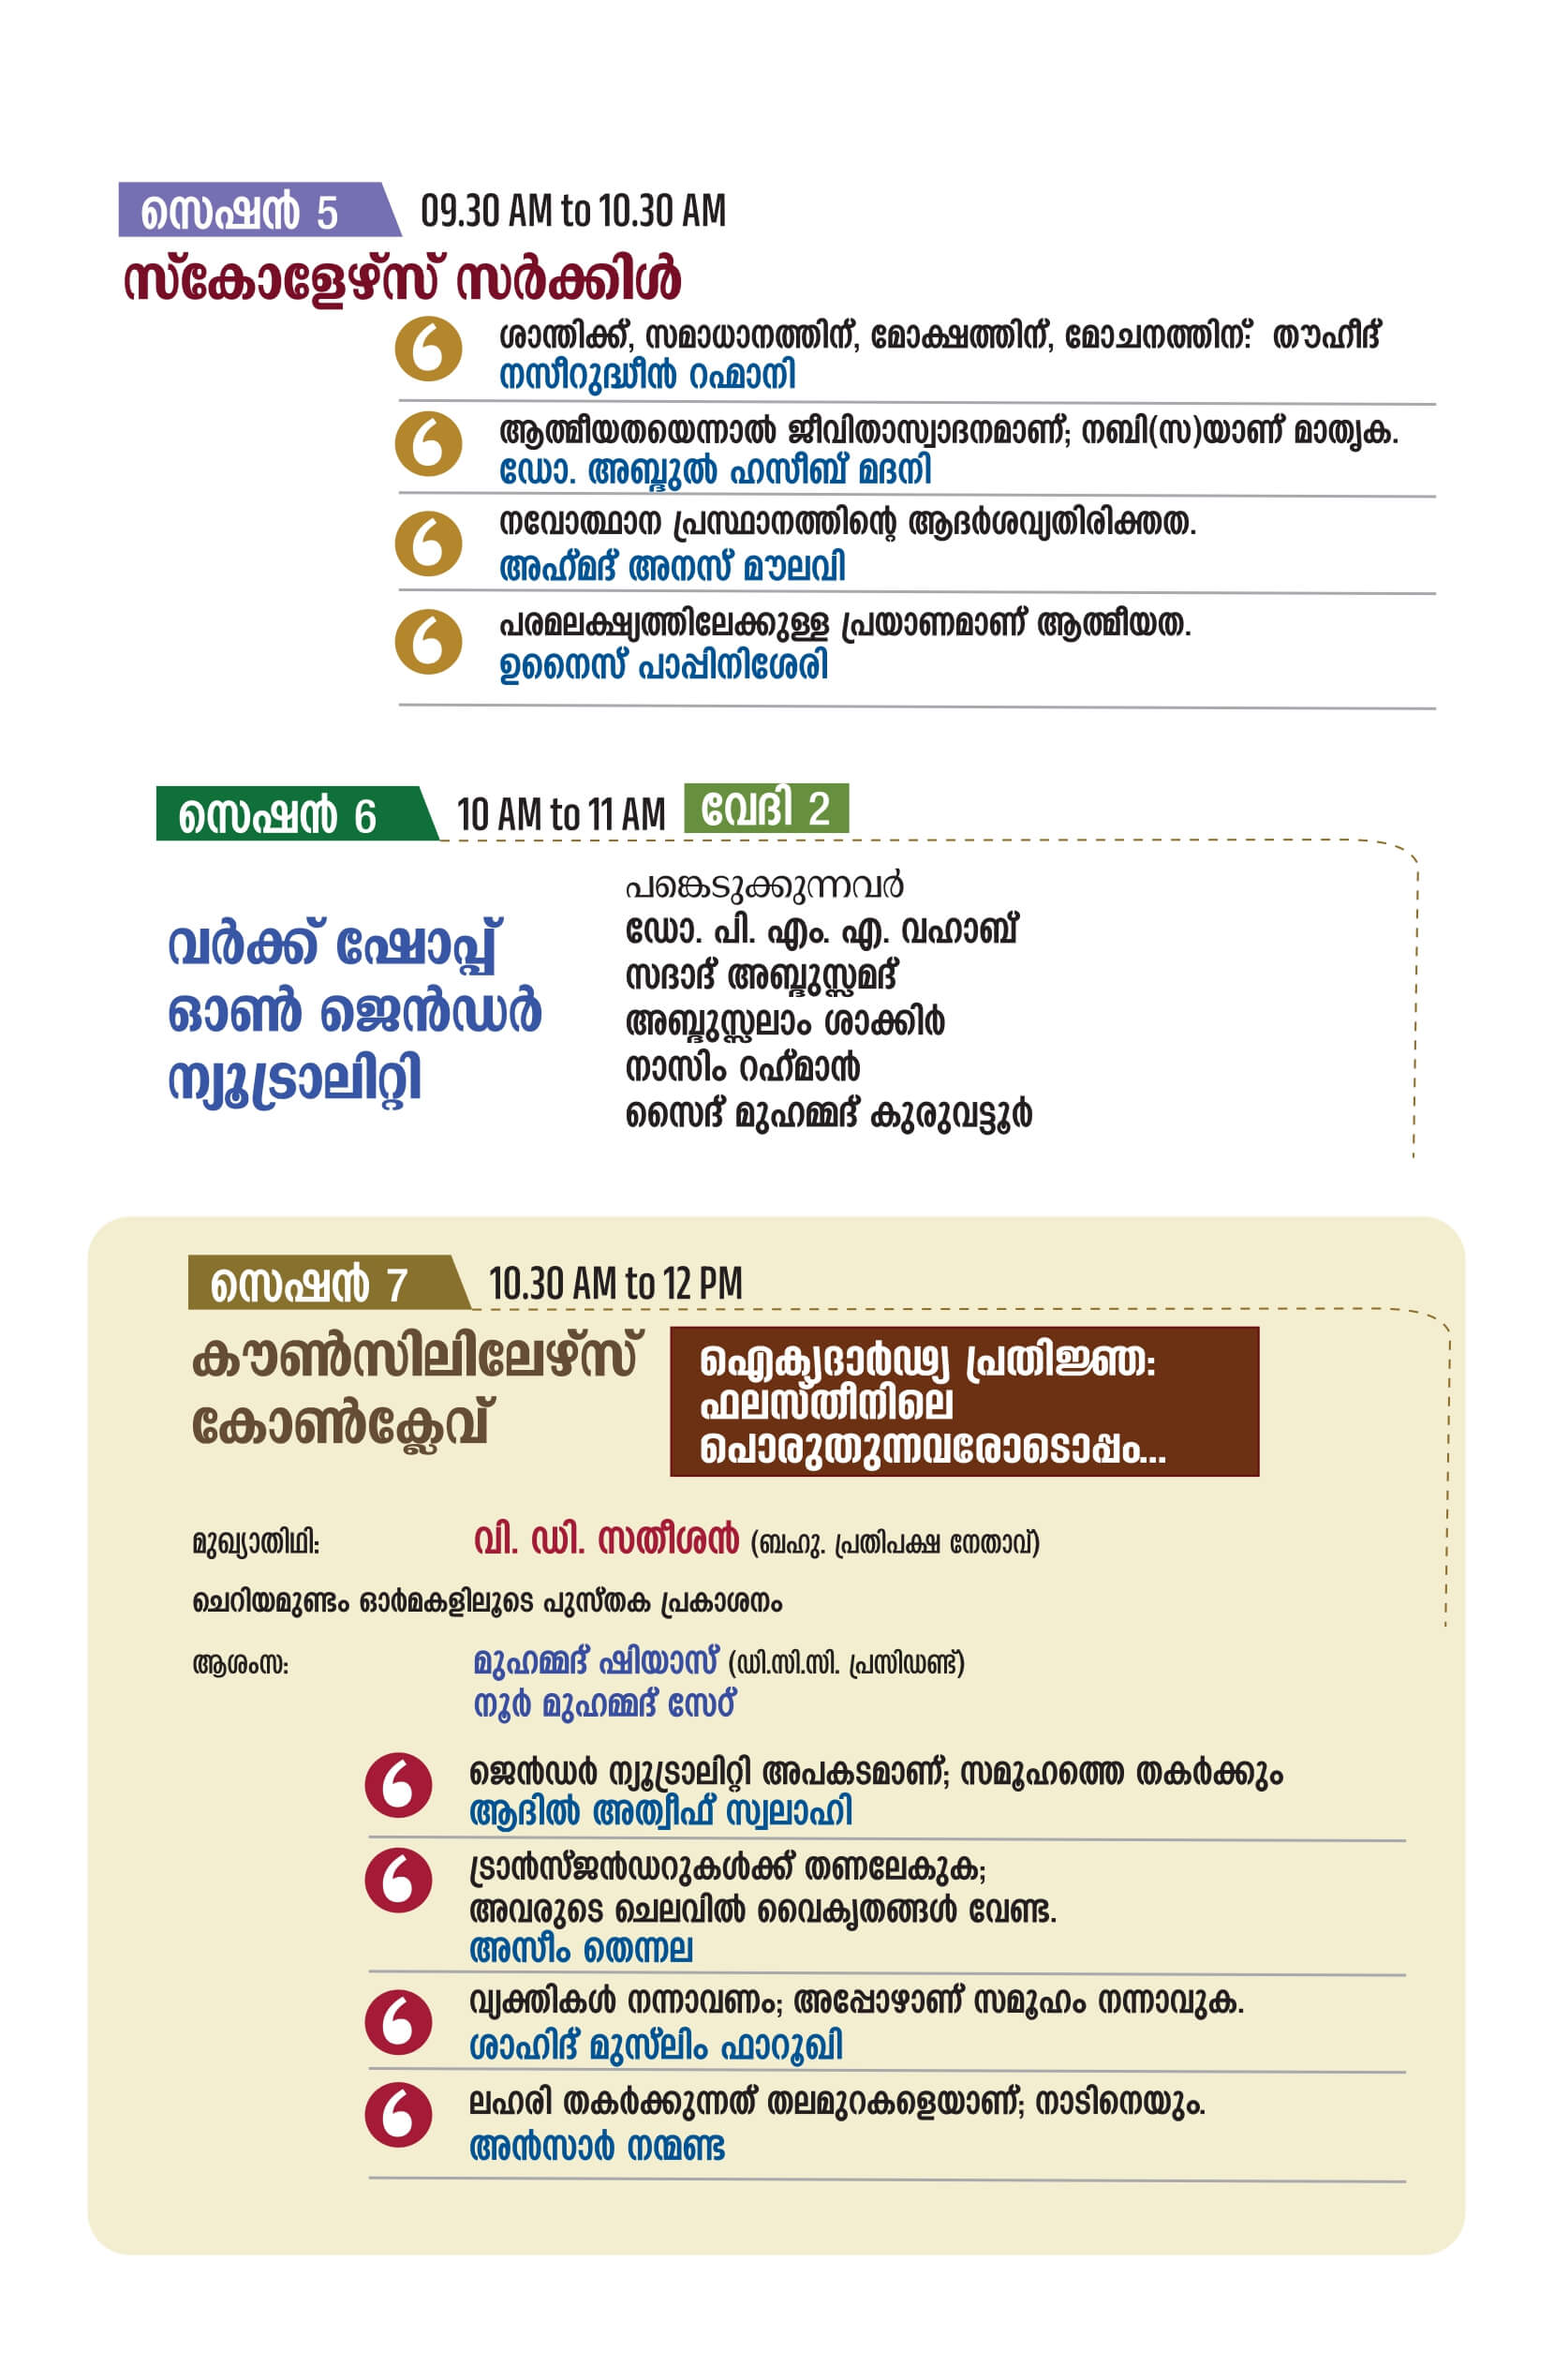 സെഷൻ 5 09.30 AM to 10.30 AM
സ്കോളേഴ്സ് സർക്കിൾ
ശാന്തിക്ക്, സമാധാനത്തിന്, മോക്ഷത്തിന്, മോചനത്തിന്: തൗഹീദ്
നസീറുദ്ധീൻ റഹ്മാനി
ആത്മീയതയെന്നാൽ ജീവിതാസ്വാദനമാണ്; നബി(സ)യാണ് മാതൃക.
ഡോ. അബ്ദുൽ ഹസീബ് മദനി
നവോത്ഥാന പ്രസ്ഥാനത്തിന്റെ ആദർശവ്യതിരിക്തത.
അഹ്‌മദ് അനസ് മൗലവി
പരമലക്ഷ്യത്തിലേക്കുള്ള പ്രയാണമാണ് ആത്മീയത.
ഉനൈസ് പാപ്പിനിശേരി
സെഷൻ 6 10 AM to 11 AM വേദി 2
വർക്ക് ഷോപ്പ്
ഓൺ ജെൻഡർ
ന്യൂട്രാലിറ്റി
പങ്കെടുക്കുന്നവർ
ഡോ. പി. എം. എ. വഹാബ്
സദാദ് അബ്ദുസ്സമദ്
അബ്ദുസ്സലാം ശാക്കിർ
നാസിം റഹ്‌മാൻ
സൈദ് മുഹമ്മദ് കുരുവട്ടൂർ
സെഷൻ 7 10.30 AM to 12 PM
കൗൺസിലിലേഴ്സ്
കോൺക്ലേവ്
ഐക്യദാർഢ്യ പ്രതിജ്ഞ:
ഫലസ്തീനിലെ
പൊരുതുന്നവരോടൊപ്പം...
മുഖ്യാതിഥി: വി. ഡി. സതീശൻ (ബഹു. പ്രതിപക്ഷ നേതാവ്)
ചെറിയമുണ്ടം ഓർമകളിലൂടെ പുസ്തക പ്രകാശനം
ആശംസ: മുഹമ്മദ് ഷിയാസ് (ഡി.സി.സി. പ്രസിഡണ്ട്)
നൂർ മുഹമ്മദ് സേഠ്
ജെൻഡർ ന്യൂട്രാലിറ്റി അപകടമാണ്; സമൂഹത്തെ തകർക്കും
ആദിൽ അത്വീഫ് സ്വലാഹി
ട്രാൻസ്ജൻഡറുകൾക്ക് തണലേകുക;
അവരുടെ ചെലവിൽ വൈകൃതങ്ങൾ വേണ്ട.
അസീം തെന്നല
വ്യക്തികൾ നന്നാവണം; അപ്പോഴാണ് സമൂഹം നന്നാവുക.
ശാഹിദ് മുസ്‌ലിം ഫാറൂഖി
ലഹരി തകർക്കുന്നത് തലമുറകളെയാണ്; നാടിനെയും.
അൻസാർ നന്മണ്ട